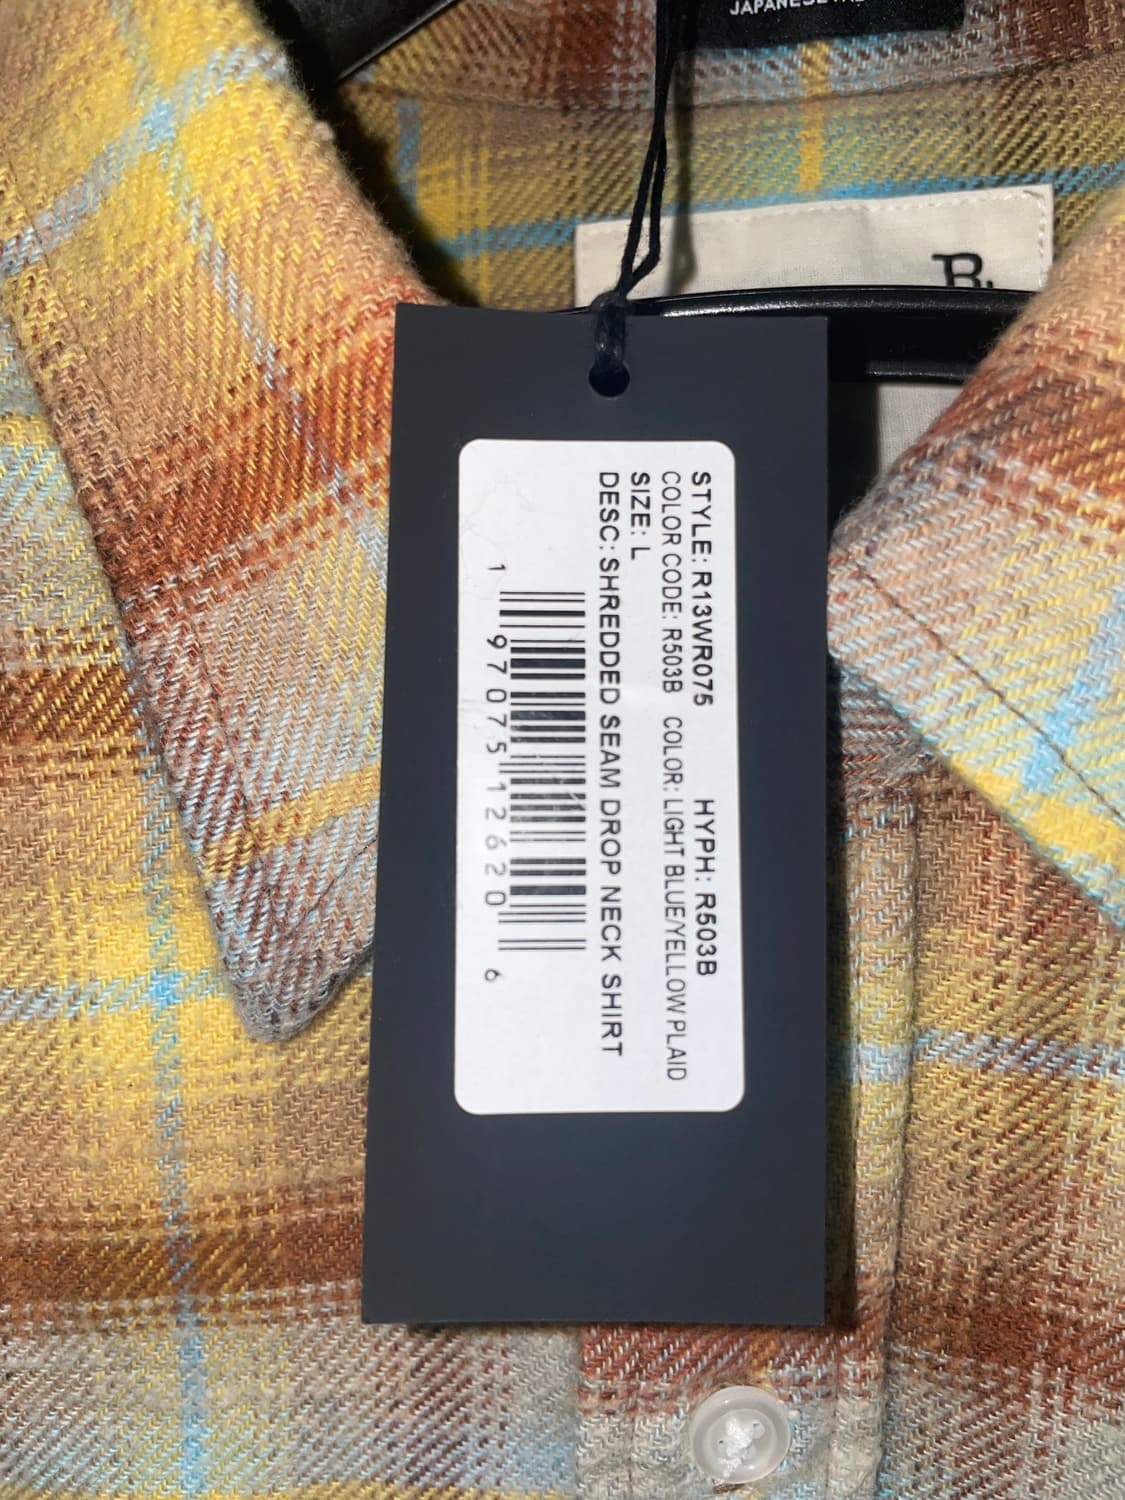 JAPANESE
R.
STYLE: R13WR075 HYPH: R503B
COLOR CODE: R503B COLOR: LIGHT BLUE/YELLOW PLAID
SIZE: L
DESC: SHREDDED SEAM DROP NECK SHIRT
1 97075 12620 6